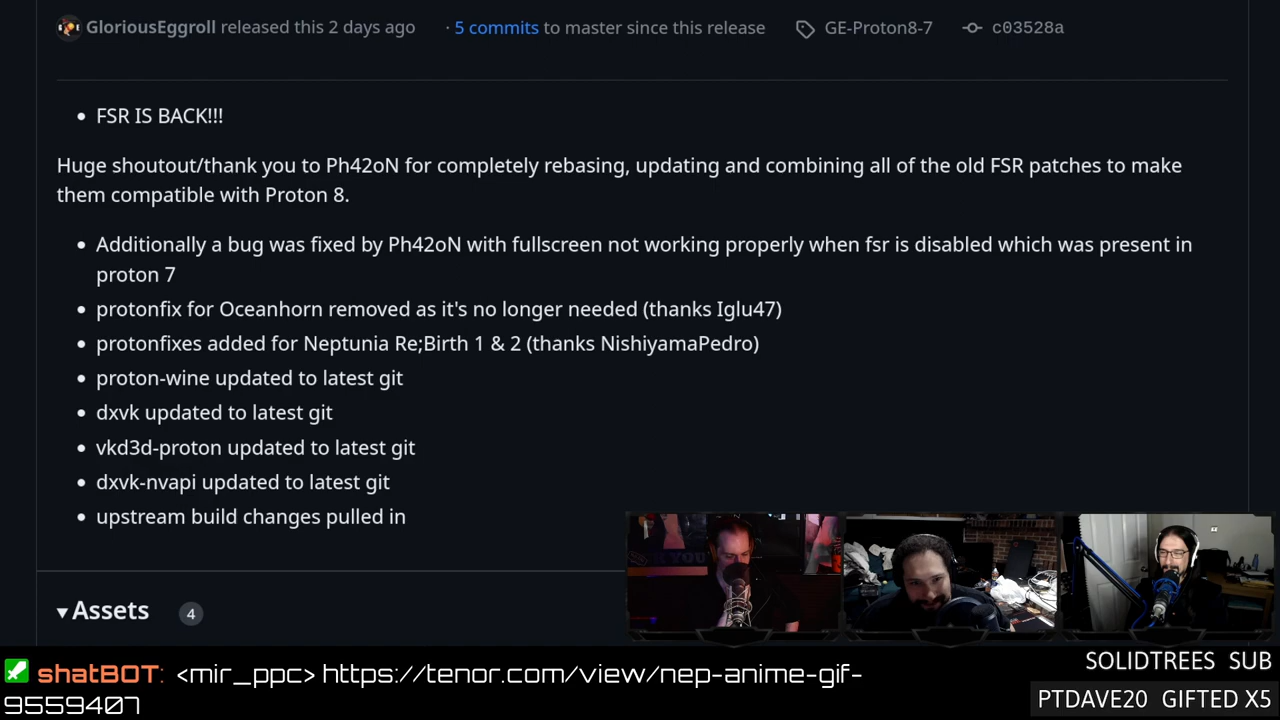 GloriousEggroll released this 2 days ago · 5 commits to master since this release GE-Proton8-7 c03528a
• FSR IS BACK!!!
Huge shoutout/thank you to Ph42oN for completely rebasing, updating and combining all of the old FSR patches to make
them compatible with Proton 8.
• Additionally a bug was fixed by Ph42oN with fullscreen not working properly when fsr is disabled which was present in
proton 7
• protonfix for Oceanhorn removed as it's no longer needed (thanks Iglu47)
• protonfixes added for Neptunia Re;Birth 1 & 2 (thanks NishiyamaPedro)
• proton-wine updated to latest git
• dxvk updated to latest git
• vkd3d-proton updated to latest git
• dxvk-nvapi updated to latest git
• upstream build changes pulled in
▾ Assets 4
shatBOT: <mir_ppc> https://tenor.com/view/nep-anime-gif-
9559407
SOLIDTREES SUB
PTDAVE20 GIFTED X5